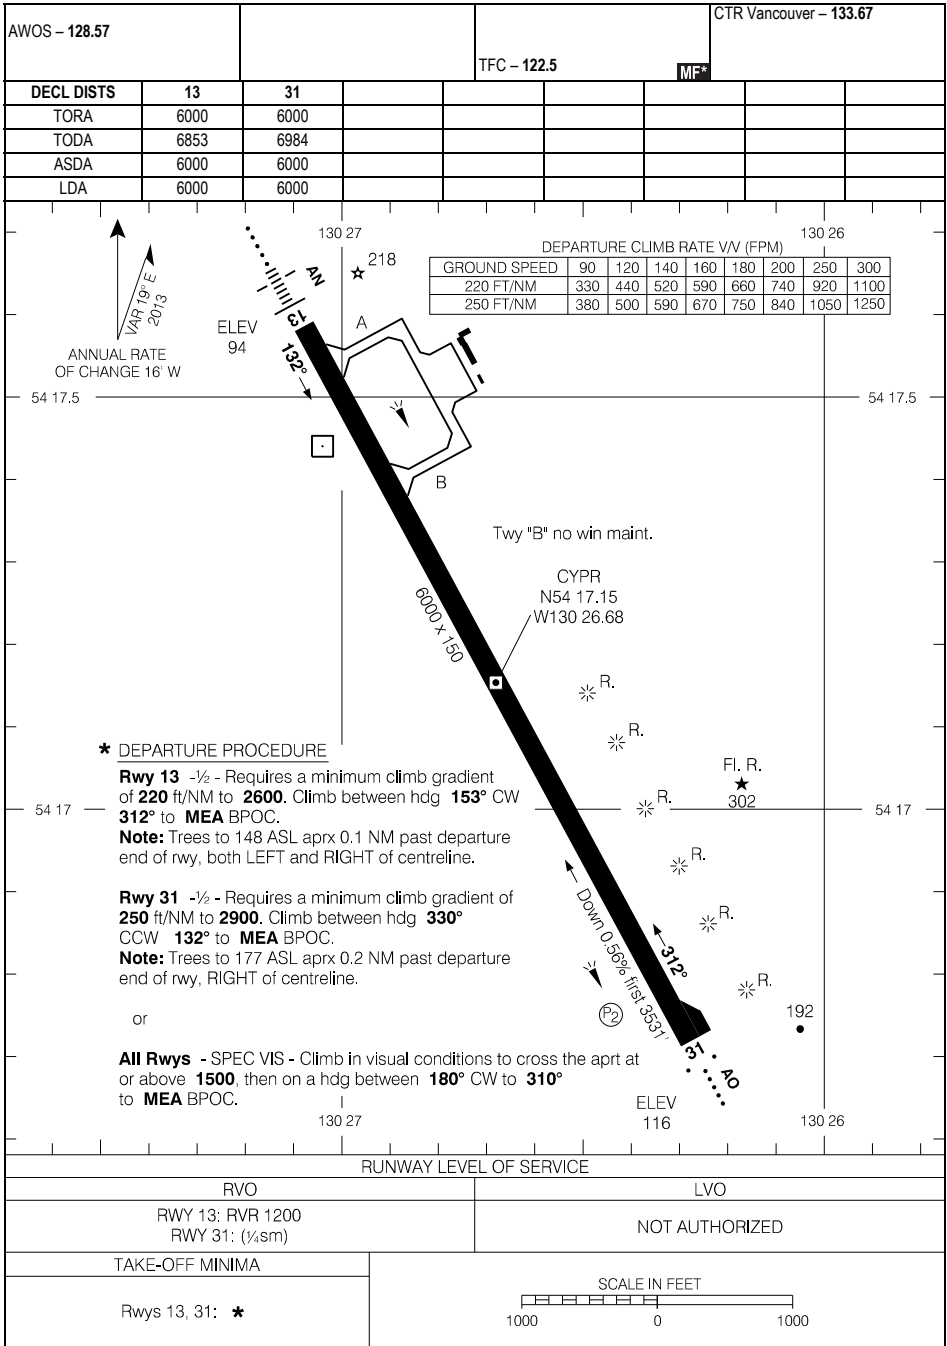 AWOS – 128.57
CTR Vancouver – 133.67
TFC – 122.5
MF*
DECL DISTS 13 31
TORA 6000 6000
TODA 6853 6984
ASDA 6000 6000
LDA 6000 6000
130 27
130 26
DEPARTURE CLIMB RATE V/V (FPM)
GROUND SPEED 90 120 140 160 180 200 250 300
220 FT/NM 330 440 520 590 660 740 920 1100
250 FT/NM 380 500 590 670 750 840 1050 1250
VAR 19° E
2013
ANNUAL RATE
OF CHANGE 16' W
218
AN
13
ELEV
94
132°
A
B
54 17.5
54 17.5
Twy "B" no win maint.
CYPR
N54 17.15
W130 26.68
6000 x 150
R.
R.
R.
R.
R.
R.
Fl. R.
302
54 17
54 17
* DEPARTURE PROCEDURE
Rwy 13 -½ - Requires a minimum climb gradient
of 220 ft/NM to 2600. Climb between hdg 153° CW
312° to MEA BPOC.
Note: Trees to 148 ASL aprx 0.1 NM past departure
end of rwy, both LEFT and RIGHT of centreline.
Rwy 31 -½ - Requires a minimum climb gradient of
250 ft/NM to 2900. Climb between hdg 330°
CCW 132° to MEA BPOC.
Note: Trees to 177 ASL aprx 0.2 NM past departure
end of rwy, RIGHT of centreline.
or
All Rwys - SPEC VIS - Climb in visual conditions to cross the aprt at
or above 1500, then on a hdg between 180° CW to 310°
to MEA BPOC.
Down 0.56% first 3531'
312°
P2
192
31
AO
ELEV
116
130 27
130 26
RUNWAY LEVEL OF SERVICE
RVO
LVO
RWY 13: RVR 1200
RWY 31: (¼sm)
NOT AUTHORIZED
TAKE-OFF MINIMA
Rwys 13, 31: *
SCALE IN FEET
1000 0 1000